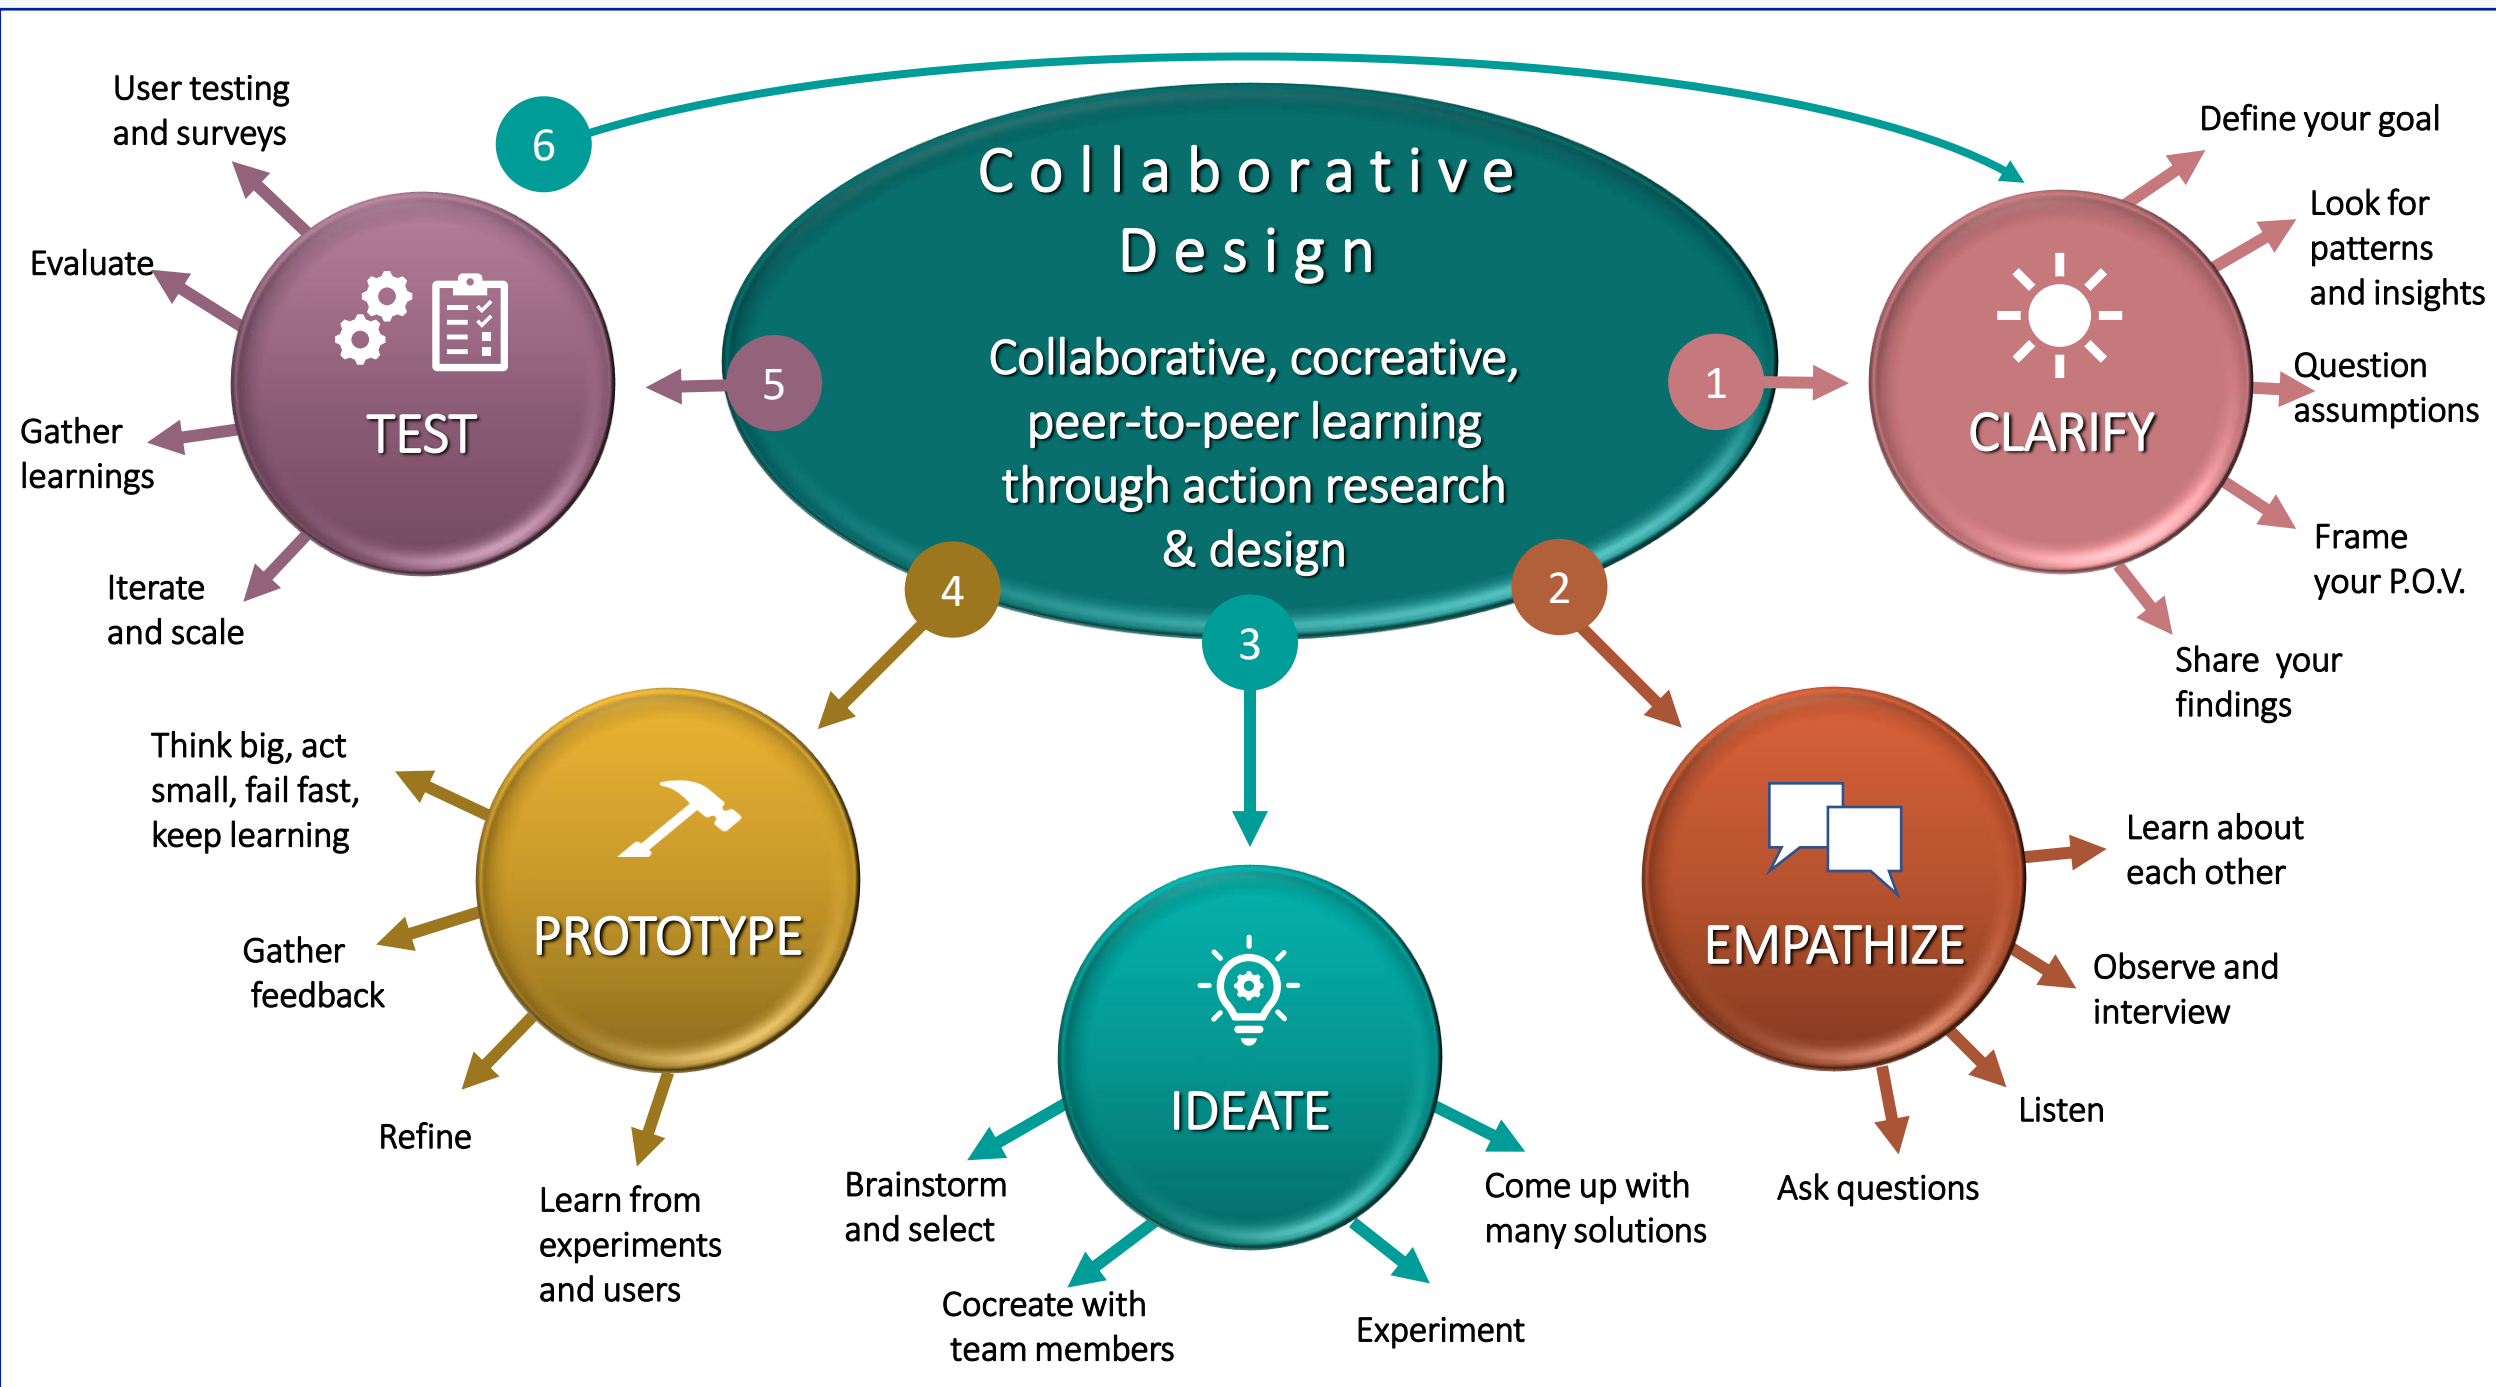 Collaborative
Design
Collaborative, cocreative,
peer-to-peer learning
through action research
& design
1
CLARIFY
Define your goal
Look for
patterns
and insights
Question
assumptions
Frame
your P.O.V.
Share your
findings
2
EMPATHIZE
Learn about
each other
Observe and
interview
Listen
Ask questions
3
IDEATE
Come up with
many solutions
Experiment
Cocreate with
team members
Brainstorm
and select
4
PROTOTYPE
Think big, act
small, fail fast,
keep learning
Gather
feedback
Refine
Learn from
experiments
and users
5
TEST
User testing
and surveys
Evaluate
Gather
learnings
Iterate
and scale
6